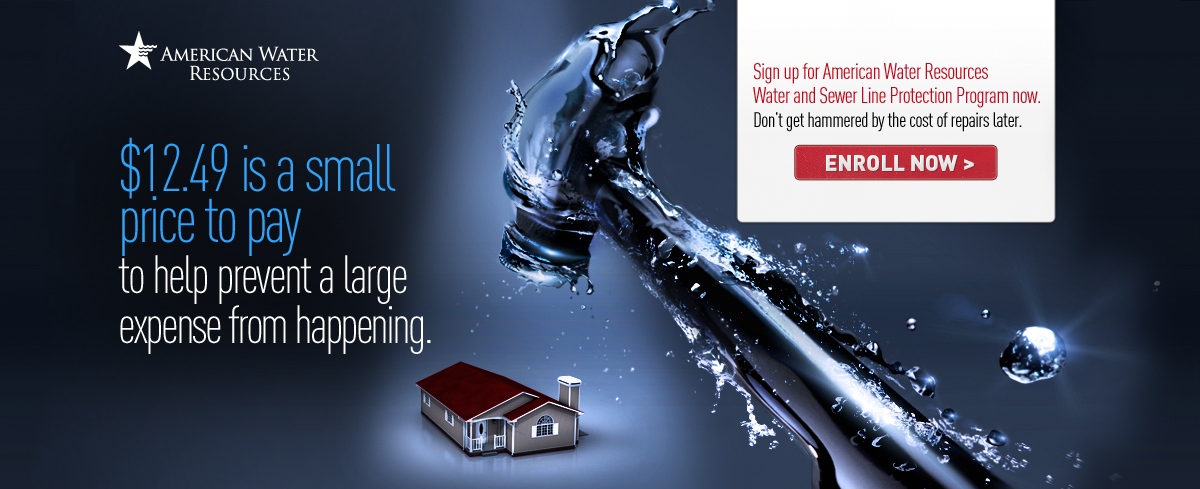 AMERICAN WATER
RESOURCES
$12.49 is a small
price to pay
to help prevent a large
expense from happening.
Sign up for American Water Resources
Water and Sewer Line Protection Program now.
Don't get hammered by the cost of repairs later.
ENROLL NOW >